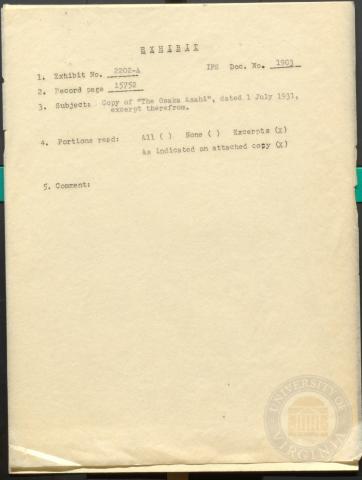 EXHIBIT
1. Exhibit No. 2202-A IPS Doc. No. 1903
2. Record page 15752
3. Subject: Copy of "The Osaka Asahi", dated 1 July 1931,
excerpt therefrom.
4. Portions read: All ( ) None ( ) Excerpts (x)
As indicated on attached copy (x)
5. Comment:
UNIVERSITY OF VIRGINIA